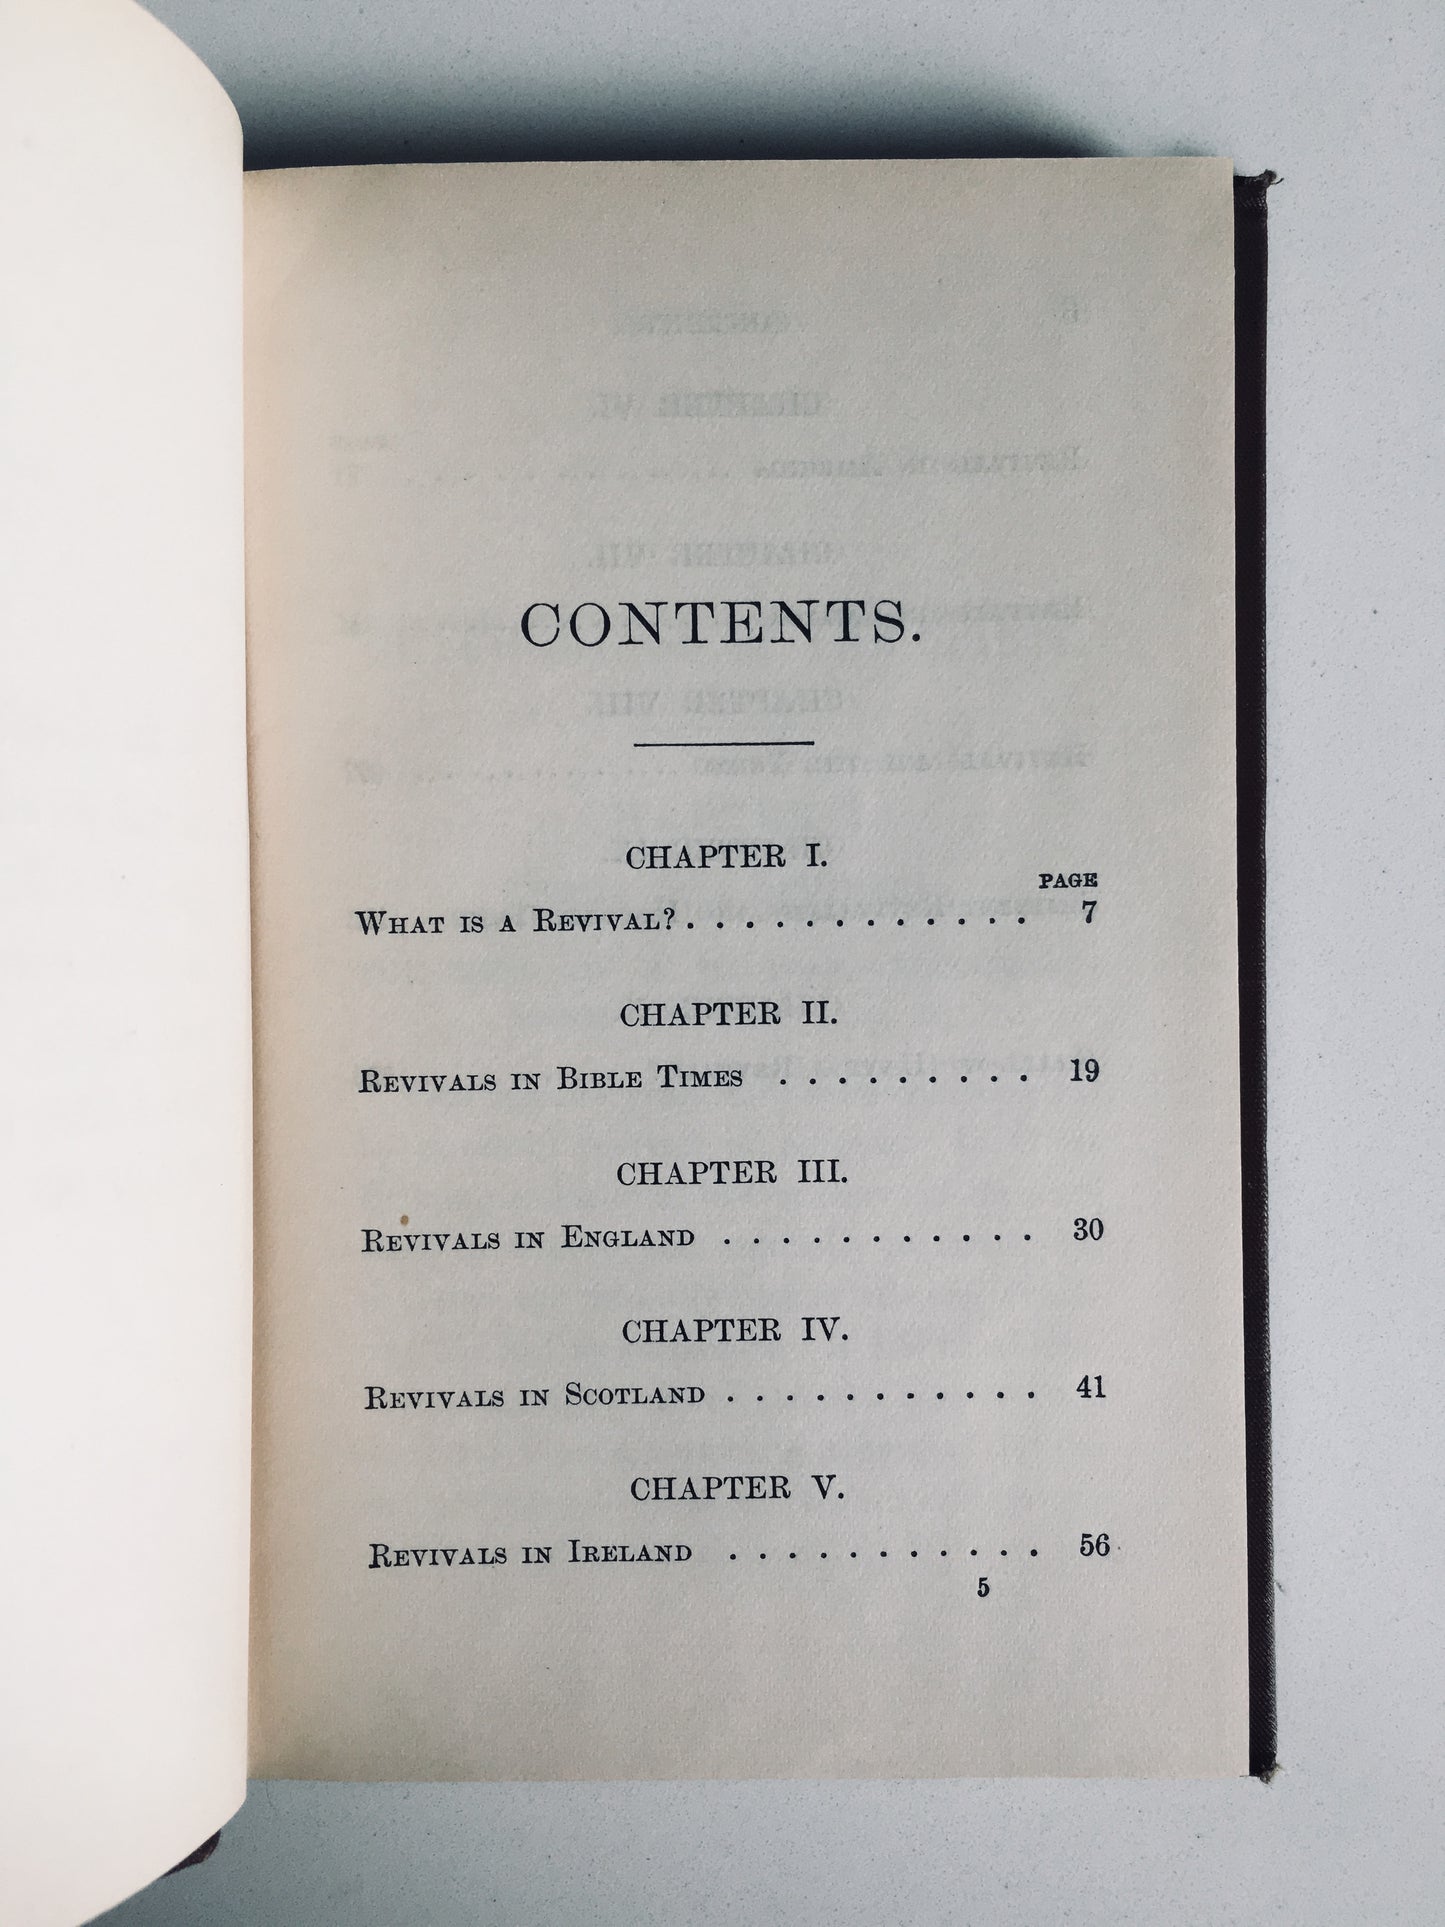 CONTENTS.
CHAPTER I.
PAGE
WHAT IS A REVIVAL? . . . . . . . . . . . . 7
CHAPTER II.
REVIVALS IN BIBLE TIMES . . . . . . . . . 19
CHAPTER III.
REVIVALS IN ENGLAND . . . . . . . . . . . 30
CHAPTER IV.
REVIVALS IN SCOTLAND . . . . . . . . . . . 41
CHAPTER V.
REVIVALS IN IRELAND . . . . . . . . . . . 56
5